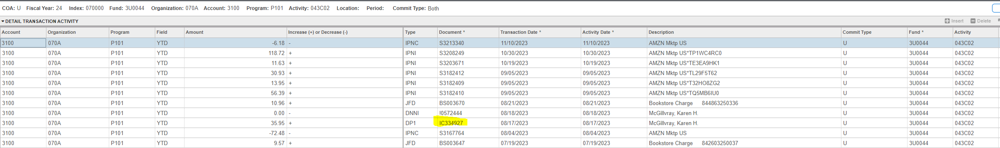 COA: U Fiscal Year: 24 Index: 070000 Fund: 3U0044 Organization: 070A Account: 3100 Program: P101 Activity: 043C02 Location: Period: Commit Type: Both
DETAIL TRANSACTION ACTIVITY Insert Delete
Account Organization Program Field Amount Increase (+) or Decrease (-) Type Document * Transaction Date * Activity Date * Description Commit Type Fund * Activity
3100 070A P101 YTD -6.18 - IPNC S3213340 11/10/2023 11/10/2023 AMZN Mktp US U 3U0044 043C02
3100 070A P101 YTD 118.72 + IPNI S3208249 10/30/2023 10/30/2023 AMZN Mktp US*TP1WC4RC0 U 3U0044 043C02
3100 070A P101 YTD 11.63 + IPNI S3203671 10/19/2023 10/19/2023 AMZN Mktp US*TE3EA9HK1 U 3U0044 043C02
3100 070A P101 YTD 30.93 + IPNI S3182412 09/05/2023 09/05/2023 AMZN Mktp US*TL29F5T62 U 3U0044 043C02
3100 070A P101 YTD 13.95 + IPNI S3182409 09/05/2023 09/05/2023 AMZN Mktp US*T32HO8ZG2 U 3U0044 043C02
3100 070A P101 YTD 56.39 + IPNI S3182410 09/05/2023 09/05/2023 AMZN Mktp US*TQ5MB6IU0 U 3U0044 043C02
3100 070A P101 YTD 10.96 + JFD BS003670 08/21/2023 08/21/2023 Bookstore Charge 844863250336 U 3U0044 043C02
3100 070A P101 YTD 0.00 - DNNI !0572444 08/18/2023 08/18/2023 McGillvray, Karen H. U 3U0044 043C02
3100 070A P101 YTD 35.95 + DP1 IC334927 08/17/2023 08/17/2023 McGillvray, Karen H. U 3U0044 043C02
3100 070A P101 YTD -72.48 - IPNC S3167764 08/04/2023 08/04/2023 AMZN Mktp US U 3U0044 043C02
3100 070A P101 YTD 9.57 + JFD BS003647 07/19/2023 07/19/2023 Bookstore Charge 842603250037 U 3U0044 043C02